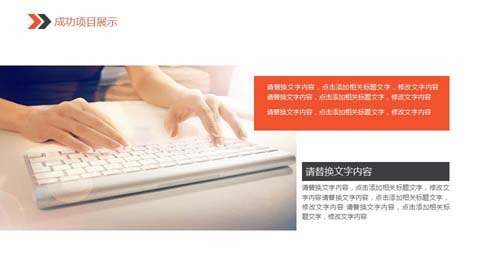 成功项目展示
请替换文字内容，点击添加相关标题文字，修改文字内容
请替换文字内容，点击添加相关标题文字，修改文字内容
请替换文字内容，点击添加相关标题文字，修改文字内容
请替换文字内容
请替换文字内容，点击添加相关标题文字，修改文
字内容请替换文字内容，点击添加相关标题文字，
修改文字内容 请替换文字内容，点击添加相关标
题文字，修改文字内容